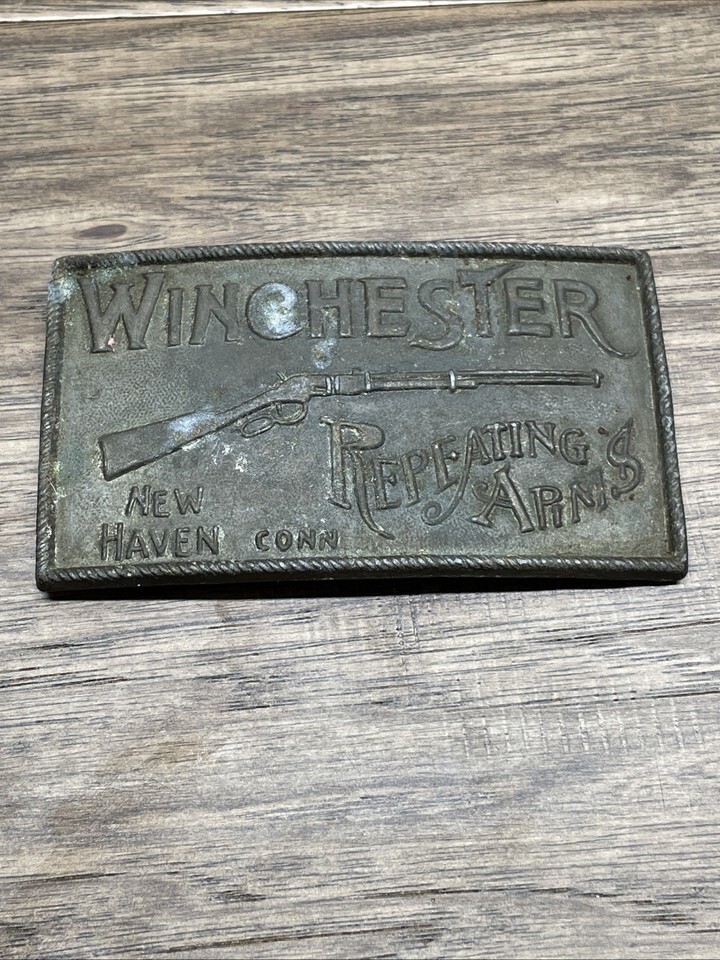 WINCHESTER
REPEATING
ARMS
NEW
HAVEN CONN